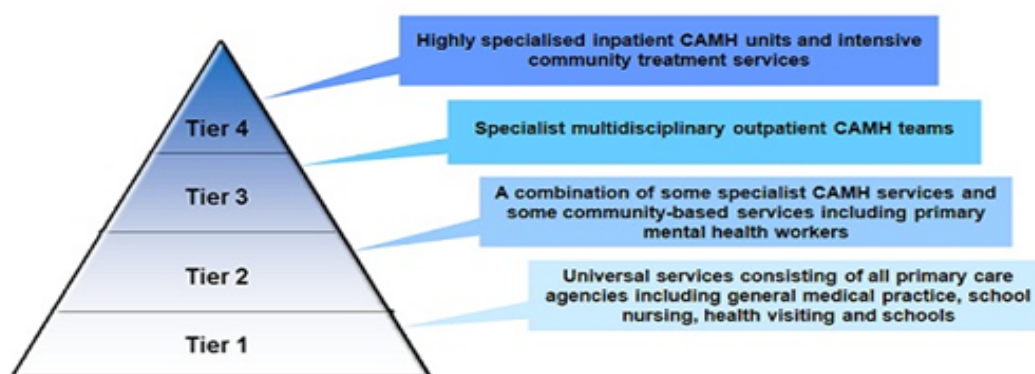 Highly specialised inpatient CAMH units and intensive
community treatment services
Tier 4
Specialist multidisciplinary outpatient CAMH teams
Tier 3
A combination of some specialist CAMH services and
some community-based services including primary
mental health workers
Tier 2
Universal services consisting of all primary care
agencies including general medical practice, school
nursing, health visiting and schools
Tier 1